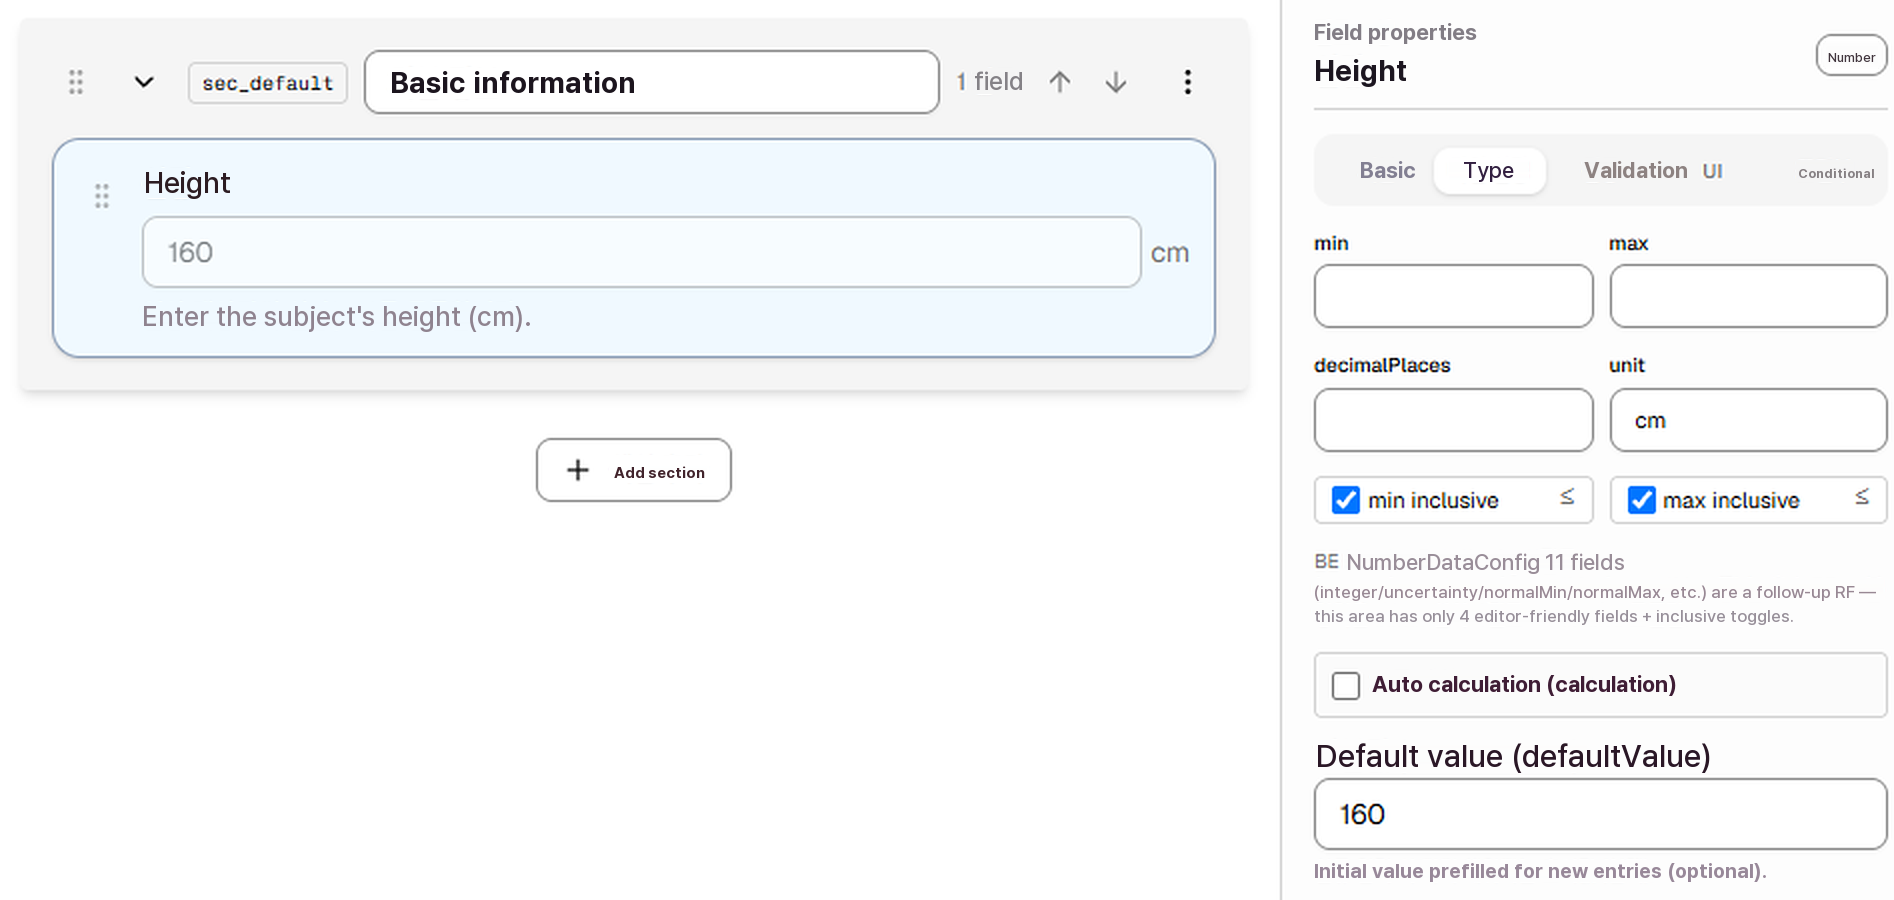 sec_default
Basic information
1 field
Height
160
cm
Enter the subject's height (cm).
Add section
Field properties
Height
Number
Basic
Type
Validation
UI
Conditional
min
max
decimalPlaces
unit
cm
min inclusive ≤
max inclusive ≤
BE NumberDataConfig 11 fields
(integer/uncertainty/normalMin/normalMax, etc.) are a follow-up RF —
this area has only 4 editor-friendly fields + inclusive toggles.
Auto calculation (calculation)
Default value (defaultValue)
160
Initial value prefilled for new entries (optional).